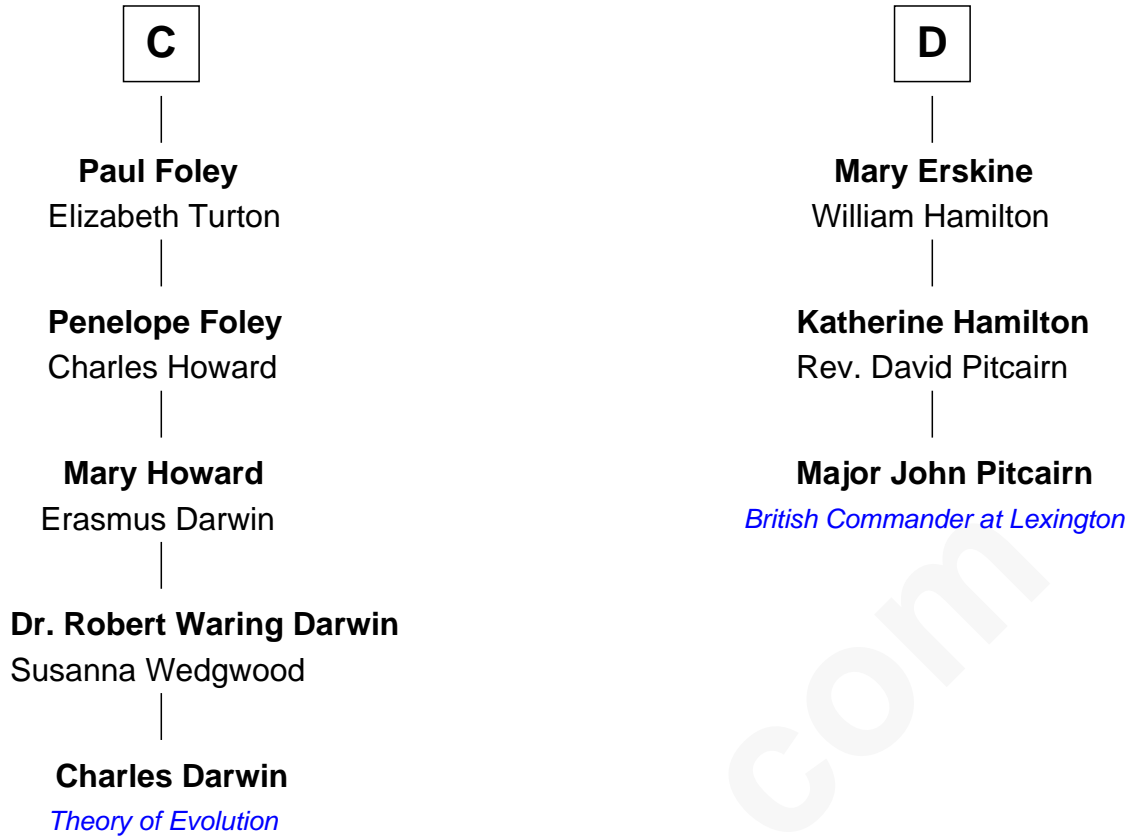 C
Paul Foley
Elizabeth Turton
Penelope Foley
Charles Howard
Mary Howard
Erasmus Darwin
Dr. Robert Waring Darwin
Susanna Wedgwood
Charles Darwin
Theory of Evolution
D
Mary Erskine
William Hamilton
Katherine Hamilton
Rev. David Pitcairn
Major John Pitcairn
British Commander at Lexington
com